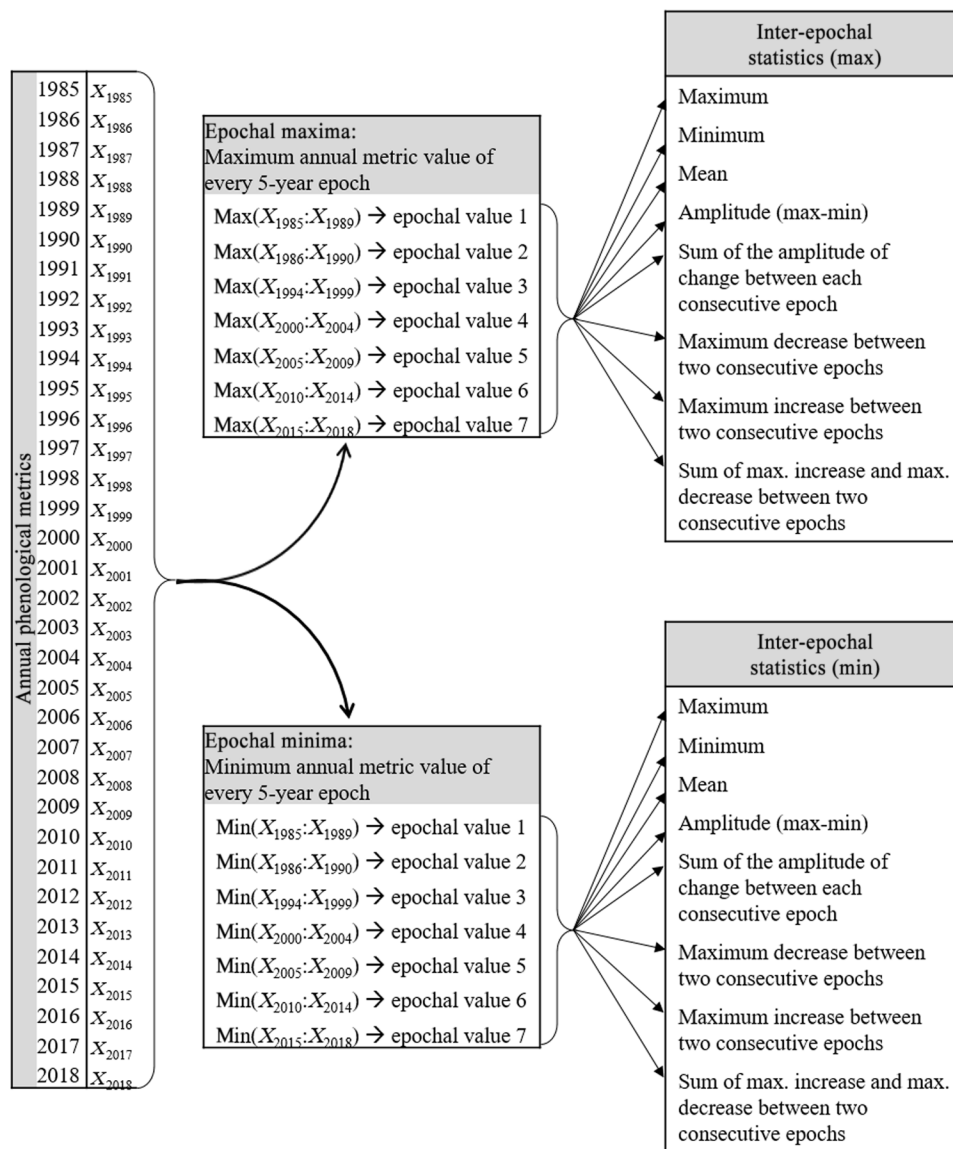 Annual phenological metrics
1985 X1985
1986 X1986
1987 X1987
1988 X1988
1989 X1989
1990 X1990
1991 X1991
1992 X1992
1993 X1993
1994 X1994
1995 X1995
1996 X1996
1997 X1997
1998 X1998
1999 X1999
2000 X2000
2001 X2001
2002 X2002
2003 X2003
2004 X2004
2005 X2005
2006 X2006
2007 X2007
2008 X2008
2009 X2009
2010 X2010
2011 X2011
2012 X2012
2013 X2013
2014 X2014
2015 X2015
2016 X2016
2017 X2017
2018 X2018
Epochal maxima:
Maximum annual metric value of
every 5-year epoch
Max(X1985:X1989) → epochal value 1
Max(X1986:X1990) → epochal value 2
Max(X1994:X1999) → epochal value 3
Max(X2000:X2004) → epochal value 4
Max(X2005:X2009) → epochal value 5
Max(X2010:X2014) → epochal value 6
Max(X2015:X2018) → epochal value 7
Inter-epochal
statistics (max)
Maximum
Minimum
Mean
Amplitude (max-min)
Sum of the amplitude of
change between each
consecutive epoch
Maximum decrease between
two consecutive epochs
Maximum increase between
two consecutive epochs
Sum of max. increase and max.
decrease between two
consecutive epochs
Epochal minima:
Minimum annual metric value of
every 5-year epoch
Min(X1985:X1989) → epochal value 1
Min(X1986:X1990) → epochal value 2
Min(X1994:X1999) → epochal value 3
Min(X2000:X2004) → epochal value 4
Min(X2005:X2009) → epochal value 5
Min(X2010:X2014) → epochal value 6
Min(X2015:X2018) → epochal value 7
Inter-epochal
statistics (min)
Maximum
Minimum
Mean
Amplitude (max-min)
Sum of the amplitude of
change between each
consecutive epoch
Maximum decrease between
two consecutive epochs
Maximum increase between
two consecutive epochs
Sum of max. increase and max.
decrease between two
consecutive epochs